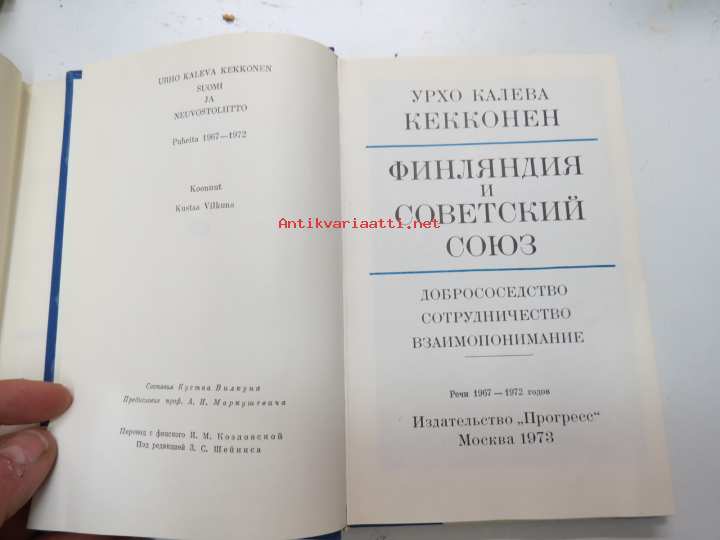 URHO KALEVA KEKKONEN
SUOMI
JA
NEUVOSTOLIITTO
Puheita 1967—1972
Koonnut
Kustaa Vilkuna
Составил Кустаа Вилкуна
Предисловие проф. А. И. Маркушевича
Перевод с финского И. М. Козловской
Под редакцией З. С. Шейниса
УРХО КАЛЕВА
КЕККОНЕН
ФИНЛЯНДИЯ
И
СОВЕТСКИЙ
СОЮЗ
ДОБРОСОСЕДСТВО
СОТРУДНИЧЕСТВО
ВЗАИМОПОНИМАНИЕ
Речи 1967—1972 годов
Издательство „Прогресс“
Москва 1973
Antikvariaatti.net